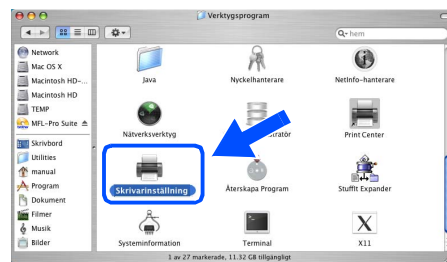 Verktygsprogram
hem
Network
Mac OS X
Macintosh HD-...
Macintosh HD
TEMP
MFL-Pro Suite
Skrivbord
Utilities
manual
Program
Dokument
Filmer
Musik
Bilder
Java
Nyckelhanterare
NetInfo-hanterare
Nätverksverktyg
Print Center
Skrivarinställning
Återskapa Program
StuffIt Expander
Systeminformation
Terminal
X11
1 av 27 markerade, 11.32 GB tillgängligt